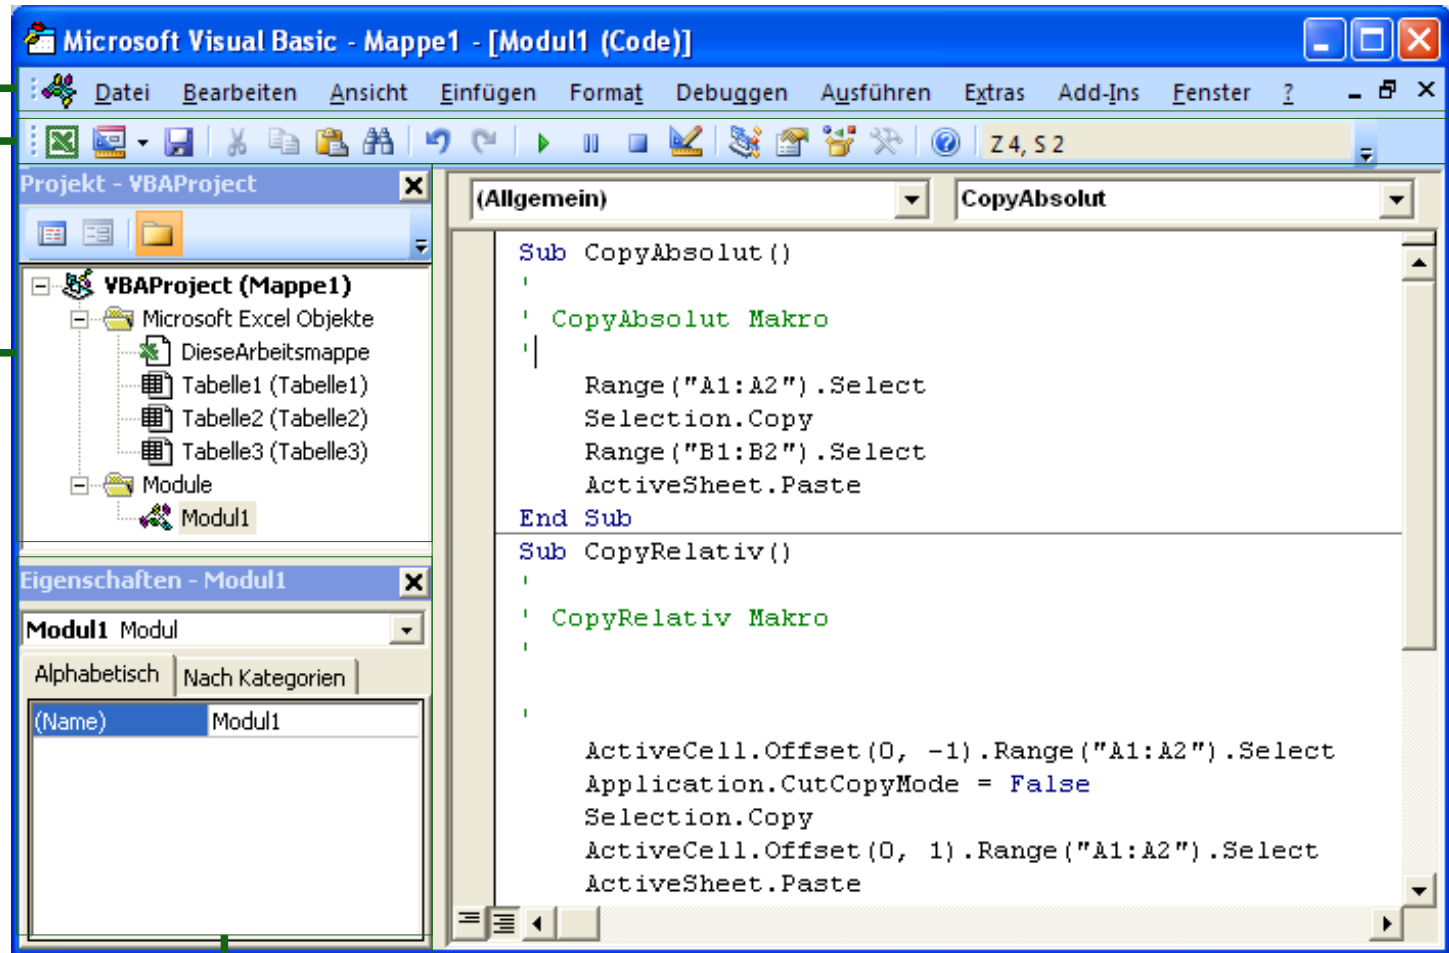 Microsoft Visual Basic - Mappe1 - [Modul1 (Code)]
Datei Bearbeiten Ansicht Einfügen Format Debuggen Ausführen Extras Add-Ins Fenster ?
Z 4, S 2
Projekt - VBAProject
VBAProject (Mappe1)
Microsoft Excel Objekte
DieseArbeitsmappe
Tabelle1 (Tabelle1)
Tabelle2 (Tabelle2)
Tabelle3 (Tabelle3)
Module
Modul1
Eigenschaften - Modul1
Modul1 Modul
Alphabetisch Nach Kategorien
(Name) Modul1
(Allgemein) CopyAbsolut
Sub CopyAbsolut()
'
' CopyAbsolut Makro
'
Range("A1:A2").Select
Selection.Copy
Range("B1:B2").Select
ActiveSheet.Paste
End Sub
Sub CopyRelativ()
'
' CopyRelativ Makro
'
'
ActiveCell.Offset(0, -1).Range("A1:A2").Select
Application.CutCopyMode = False
Selection.Copy
ActiveCell.Offset(0, 1).Range("A1:A2").Select
ActiveSheet.Paste